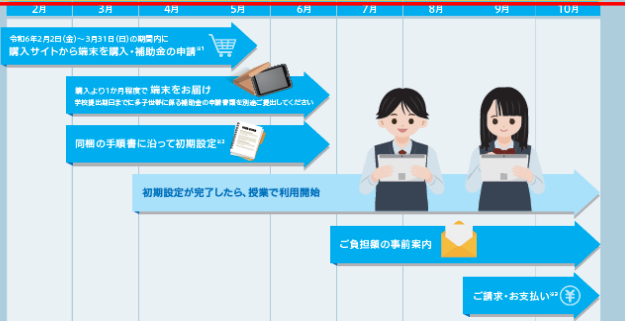 2月 3月 4月 5月 6月 7月 8月 9月 10月
令和6年2月2日(金)～3月31日(日)の期間内に
購入サイトから端末を購入・補助金の申請※1
購入より1か月程度で 端末をお届け
学校提出期日までに多子世帯に係る補助金の申請書類を別途ご提出してください
同梱の手順書に沿って初期設定※2
初期設定が完了したら、授業で利用開始
ご負担額の事前案内
ご請求・お支払い※3